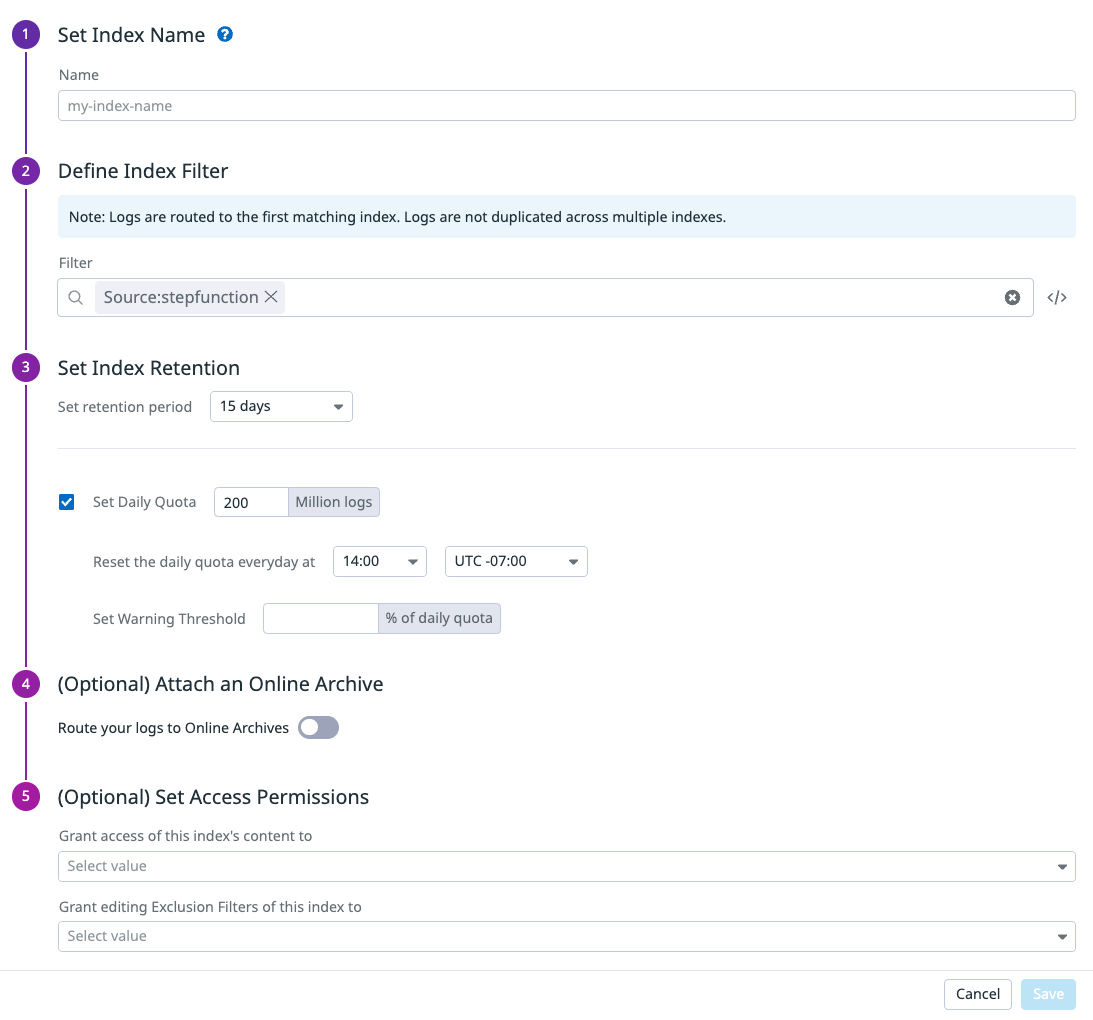 1 Set Index Name ?
Name
my-index-name
2 Define Index Filter
Note: Logs are routed to the first matching index. Logs are not duplicated across multiple indexes.
Filter
Source:stepfunction
</>
3 Set Index Retention
Set retention period 15 days
Set Daily Quota 200 Million logs
Reset the daily quota everyday at 14:00 UTC -07:00
Set Warning Threshold % of daily quota
4 (Optional) Attach an Online Archive
Route your logs to Online Archives
5 (Optional) Set Access Permissions
Grant access of this index's content to
Select value
Grant editing Exclusion Filters of this index to
Select value
Cancel Save